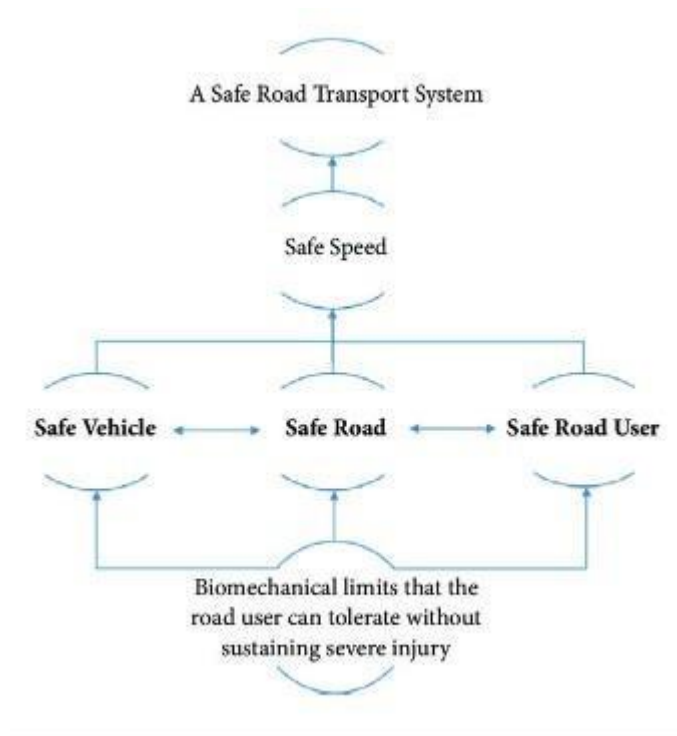 A Safe Road Transport System
Safe Speed
Safe Vehicle
Safe Road
Safe Road User
Biomechanical limits that the
road user can tolerate without
sustaining severe injury